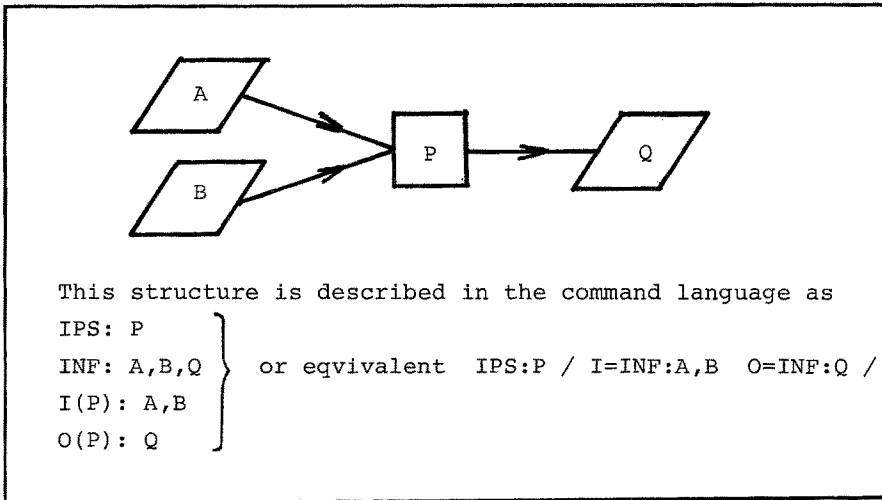 A
B
P
Q
This structure is described in the command language as
IPS: P
INF: A,B,Q or eqvivalent IPS:P / I=INF:A,B O=INF:Q /
I(P): A,B
O(P): Q